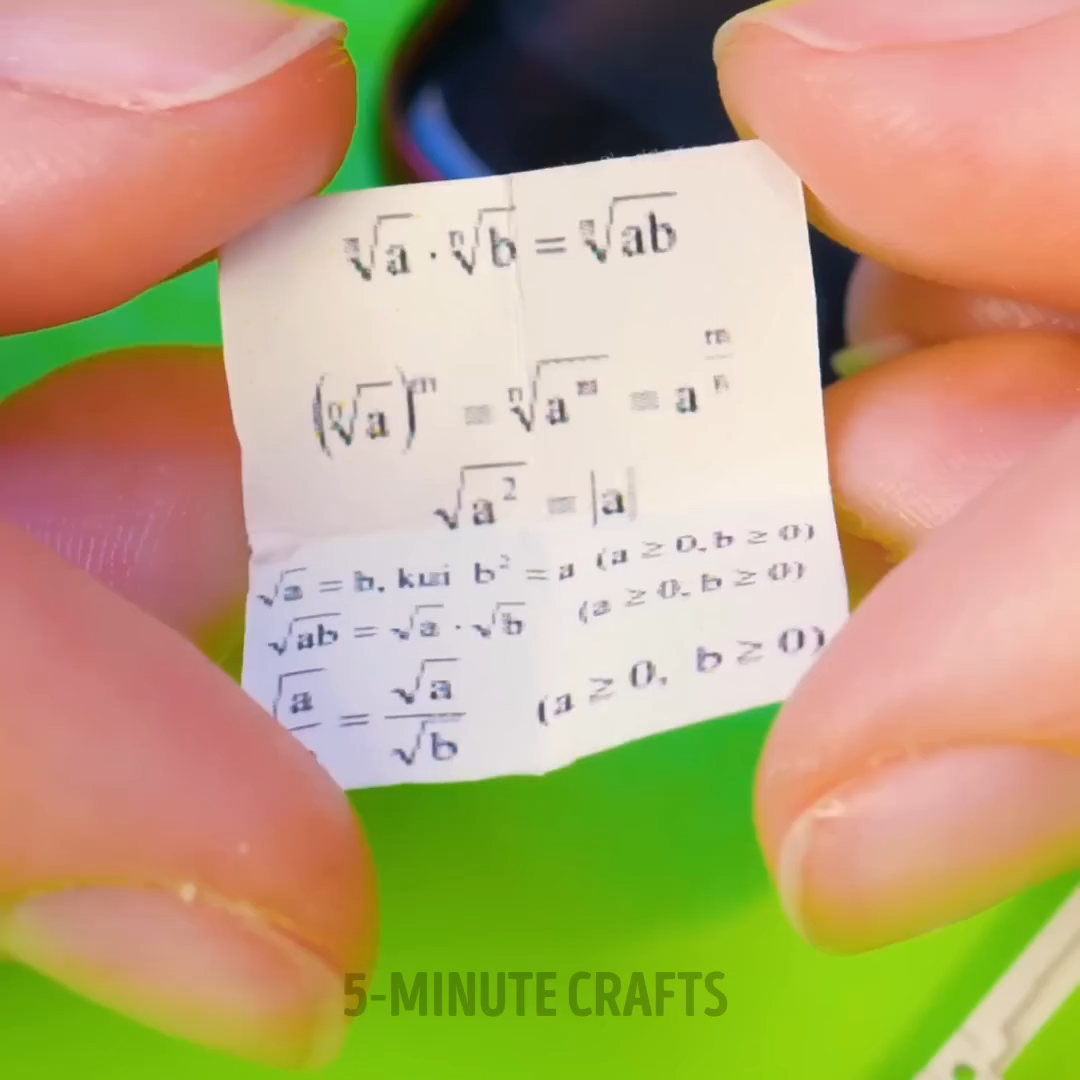 ⁿ√a · ⁿ√b = ⁿ√ab
(ⁿ√a)ᵐ = ⁿ√aᵐ = a^(m/n)
√a² = |a|
√a = b, kui b² = a (a ≥ 0, b ≥ 0)
√ab = √a · √b (a ≥ 0, b ≥ 0)
√a = √a/√b (a ≥ 0, b ≥ 0)
5-MINUTE CRAFTS